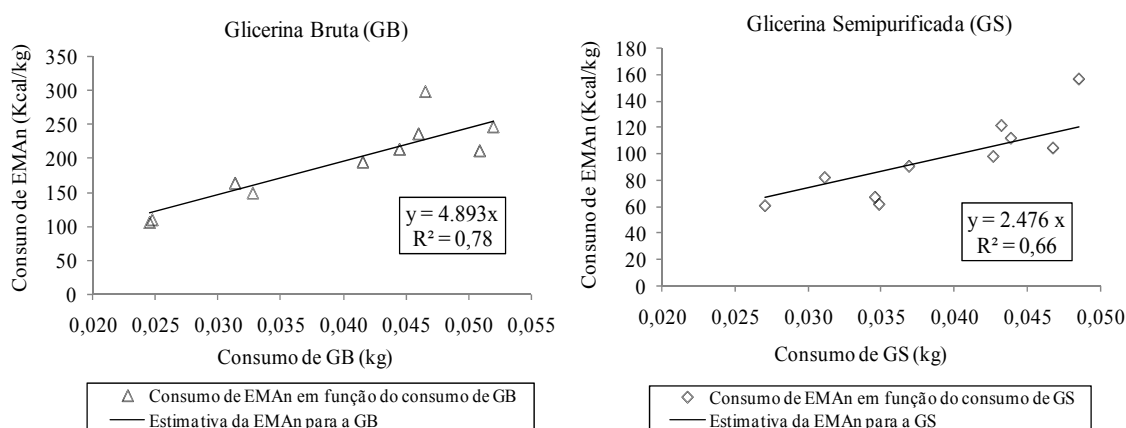 Glicerina Bruta (GB)
Consumo de EMAn (Kcal/kg)
350
300
250
200
150
100
50
0
y = 4.893x
R² = 0,78
0,020 0,025 0,030 0,035 0,040 0,045 0,050 0,055
Consumo de GB (kg)
Consumo de EMAn em função do consumo de GB
Estimativa da EMAn para a GB
Glicerina Semipurificada (GS)
Consuno de EMAn (Kcal/kg)
180
160
140
120
100
80
60
40
20
0
y = 2.476 x
R² = 0,66
0,020 0,025 0,030 0,035 0,040 0,045 0,050
Consumo de GS (kg)
Consumo de EMAn em função do consumo de GS
Estimativa da EMAn para a GS